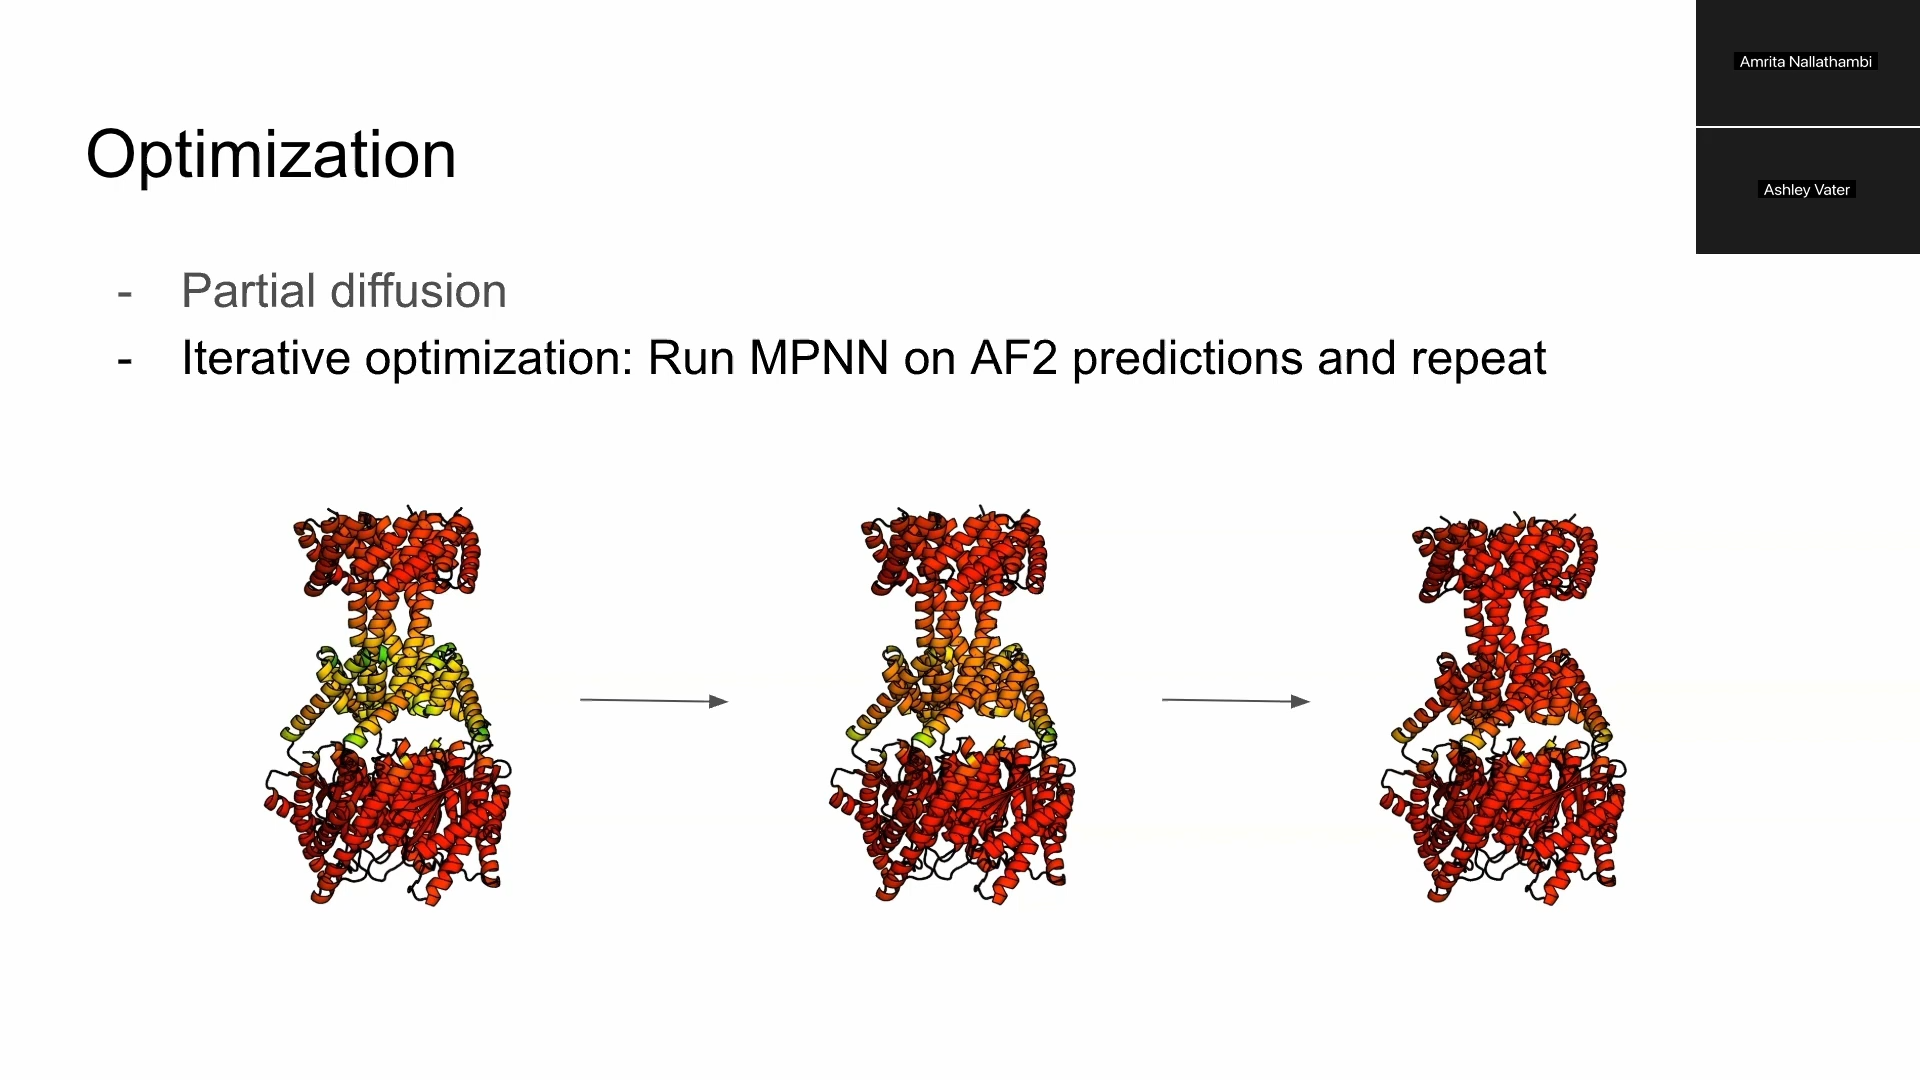 Optimization
- Partial diffusion
- Iterative optimization: Run MPNN on AF2 predictions and repeat
Amrita Nallathambi
Ashley Vater